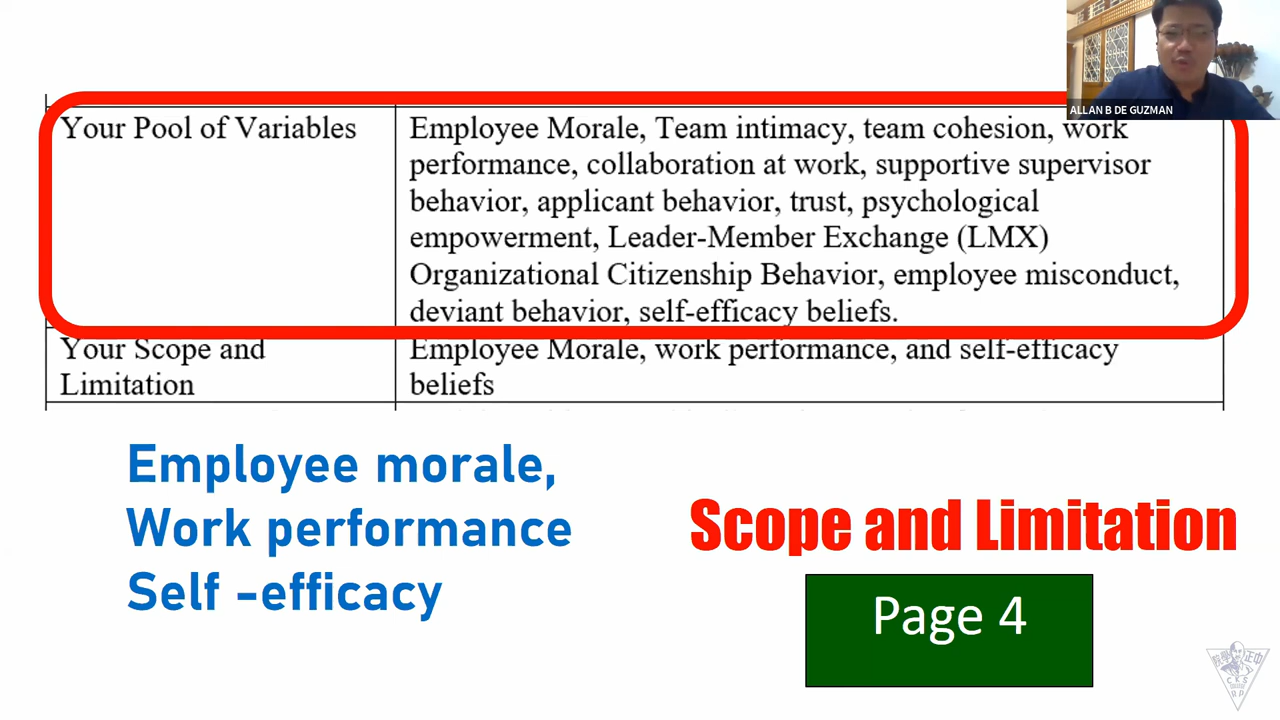 ALLAN B DE GUZMAN
Your Pool of Variables
Employee Morale, Team intimacy, team cohesion, work
performance, collaboration at work, supportive supervisor
behavior, applicant behavior, trust, psychological
empowerment, Leader-Member Exchange (LMX)
Organizational Citizenship Behavior, employee misconduct,
deviant behavior, self-efficacy beliefs.
Your Scope and
Limitation
Employee Morale, work performance, and self-efficacy
beliefs
Employee morale,
Work performance
Self -efficacy
Scope and Limitation
Page 4